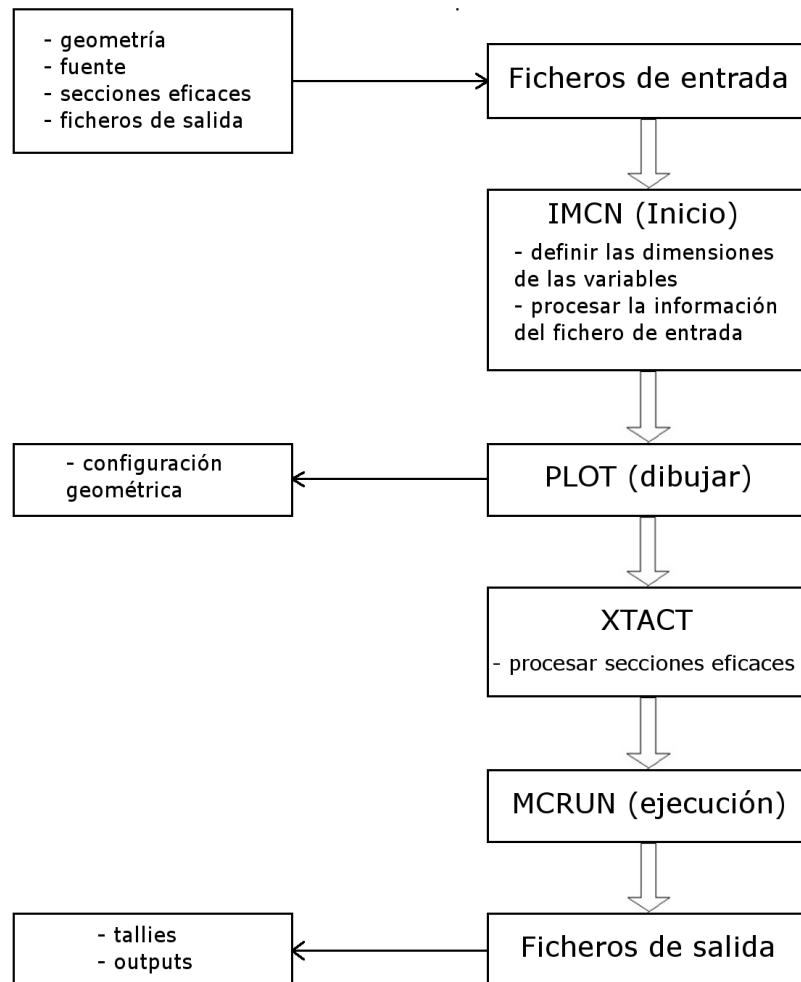 - geometría
- fuente
- secciones eficaces
- ficheros de salida
Ficheros de entrada
IMCN (Inicio)
- definir las dimensiones
de las variables
- procesar la información
del fichero de entrada
- configuración
geométrica
PLOT (dibujar)
XTACT
- procesar secciones eficaces
MCRUN (ejecución)
- tallies
- outputs
Ficheros de salida